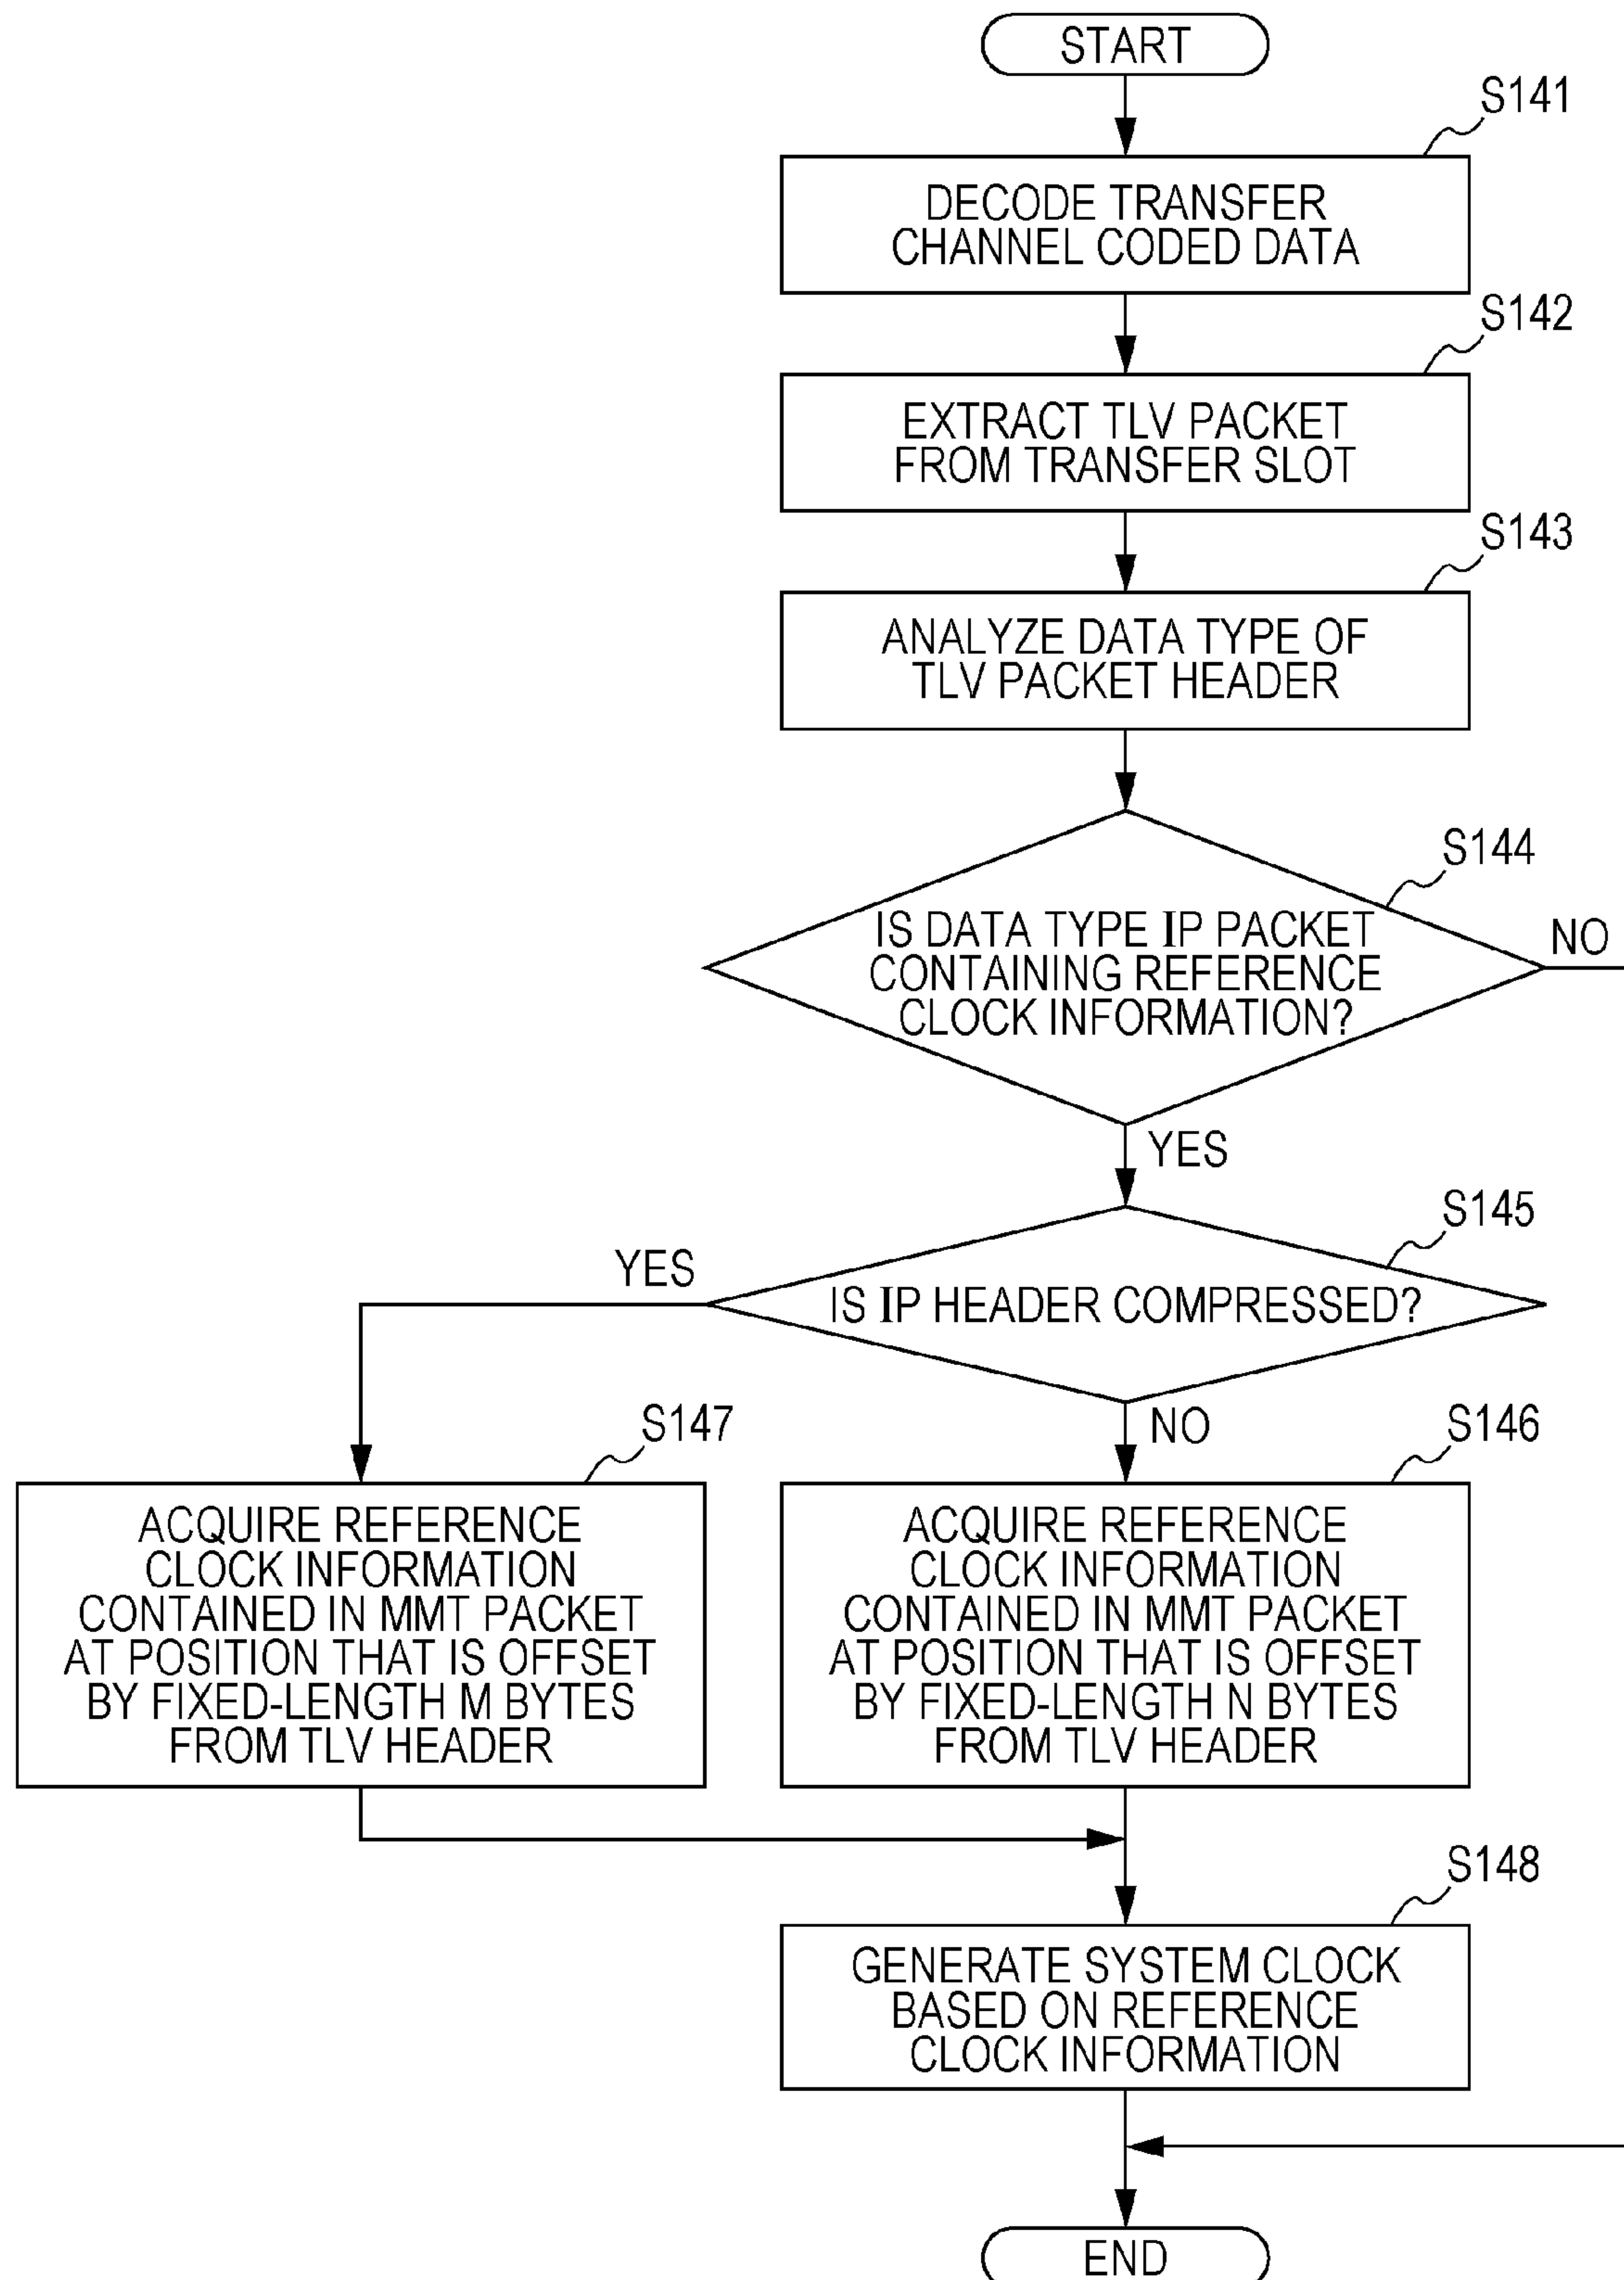 START
S141
DECODE TRANSFER
CHANNEL CODED DATA
S142
EXTRACT TLV PACKET
FROM TRANSFER SLOT
S143
ANALYZE DATA TYPE OF
TLV PACKET HEADER
S144
IS DATA TYPE IP PACKET
CONTAINING REFERENCE
CLOCK INFORMATION?
NO
YES
S145
IS IP HEADER COMPRESSED?
YES
NO
S147
ACQUIRE REFERENCE
CLOCK INFORMATION
CONTAINED IN MMT PACKET
AT POSITION THAT IS OFFSET
BY FIXED-LENGTH M BYTES
FROM TLV HEADER
S146
ACQUIRE REFERENCE
CLOCK INFORMATION
CONTAINED IN MMT PACKET
AT POSITION THAT IS OFFSET
BY FIXED-LENGTH N BYTES
FROM TLV HEADER
S148
GENERATE SYSTEM CLOCK
BASED ON REFERENCE
CLOCK INFORMATION
END